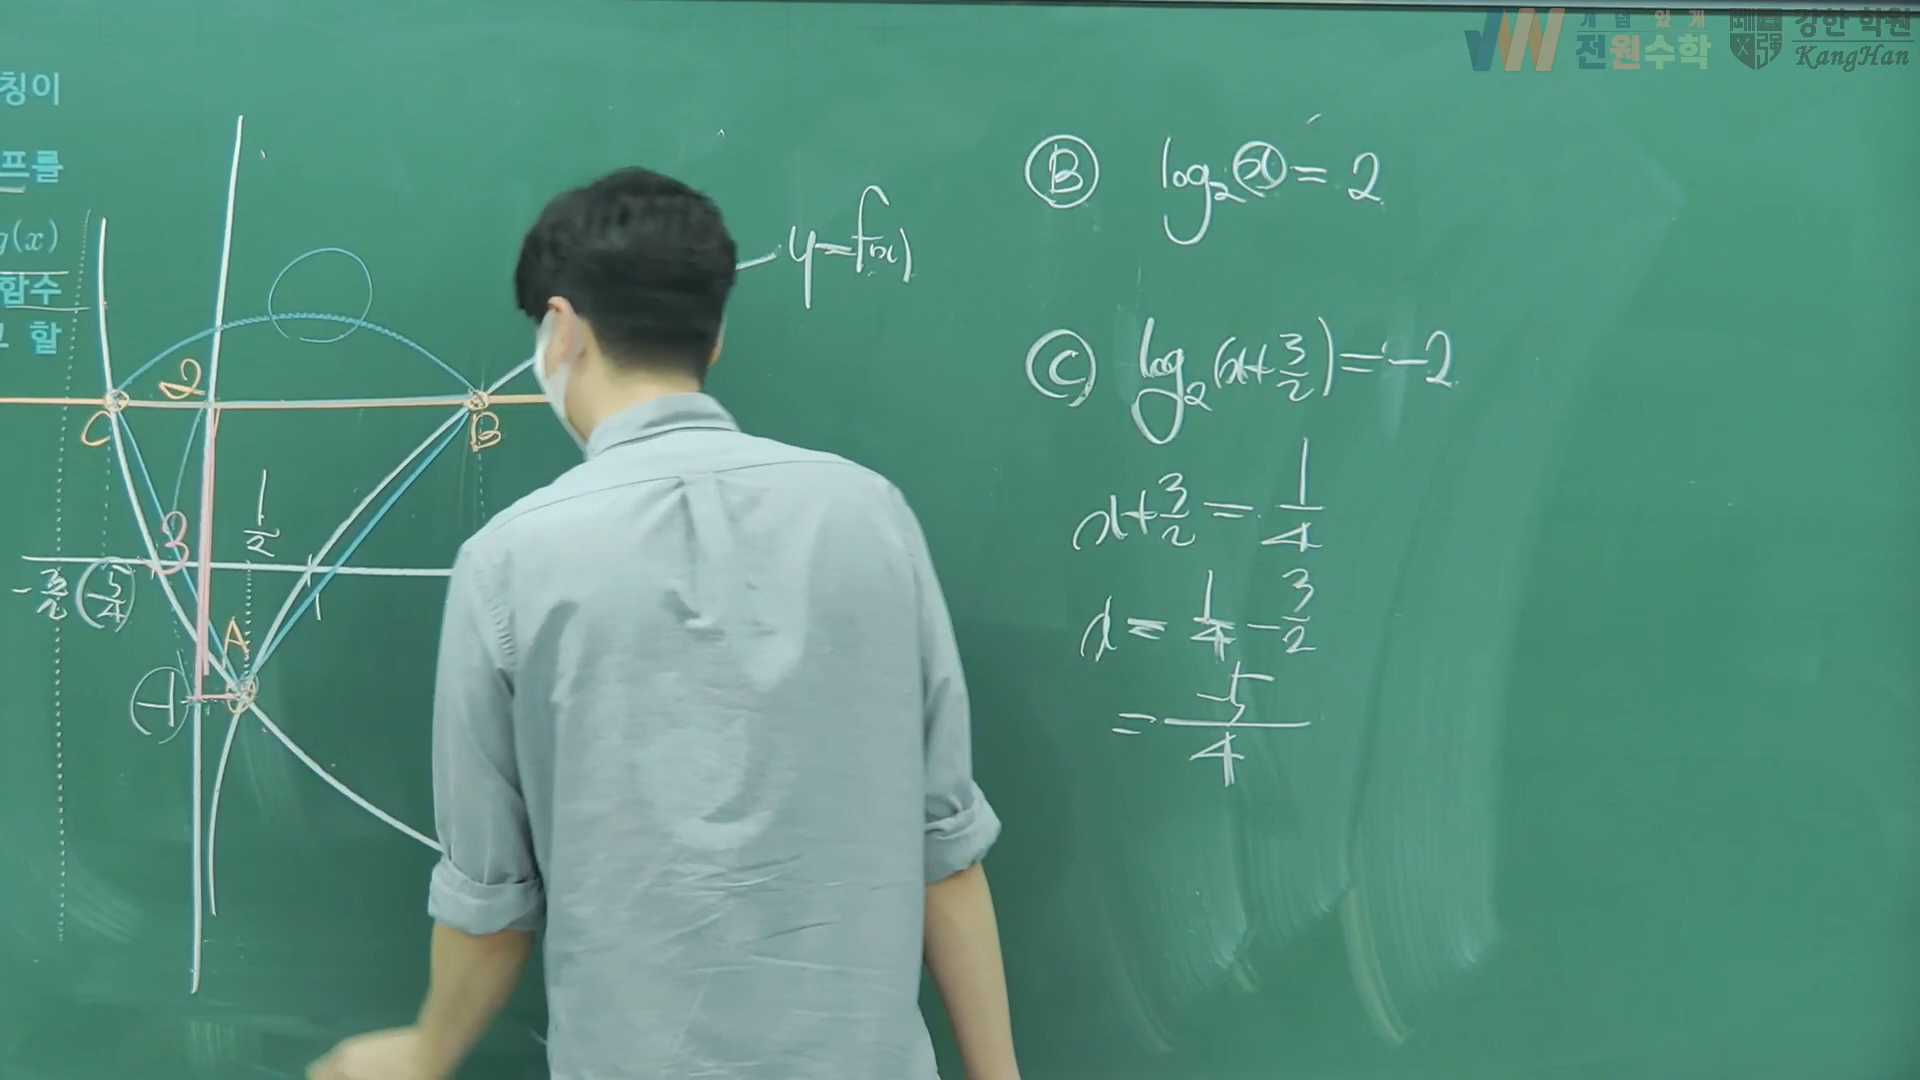 개념있게
전원수학
강한 학원
KangHan
칭이
프를
g(x)
함수
할
y=f(x)
C
2
B
3
1/2
-3/2
-5/4
1
A
-1
Ⓑ log₂ x = 2
Ⓒ log₂(x+3/2) = -2
x+3/2 = 1/4
x = 1/4 - 3/2
= -5/4